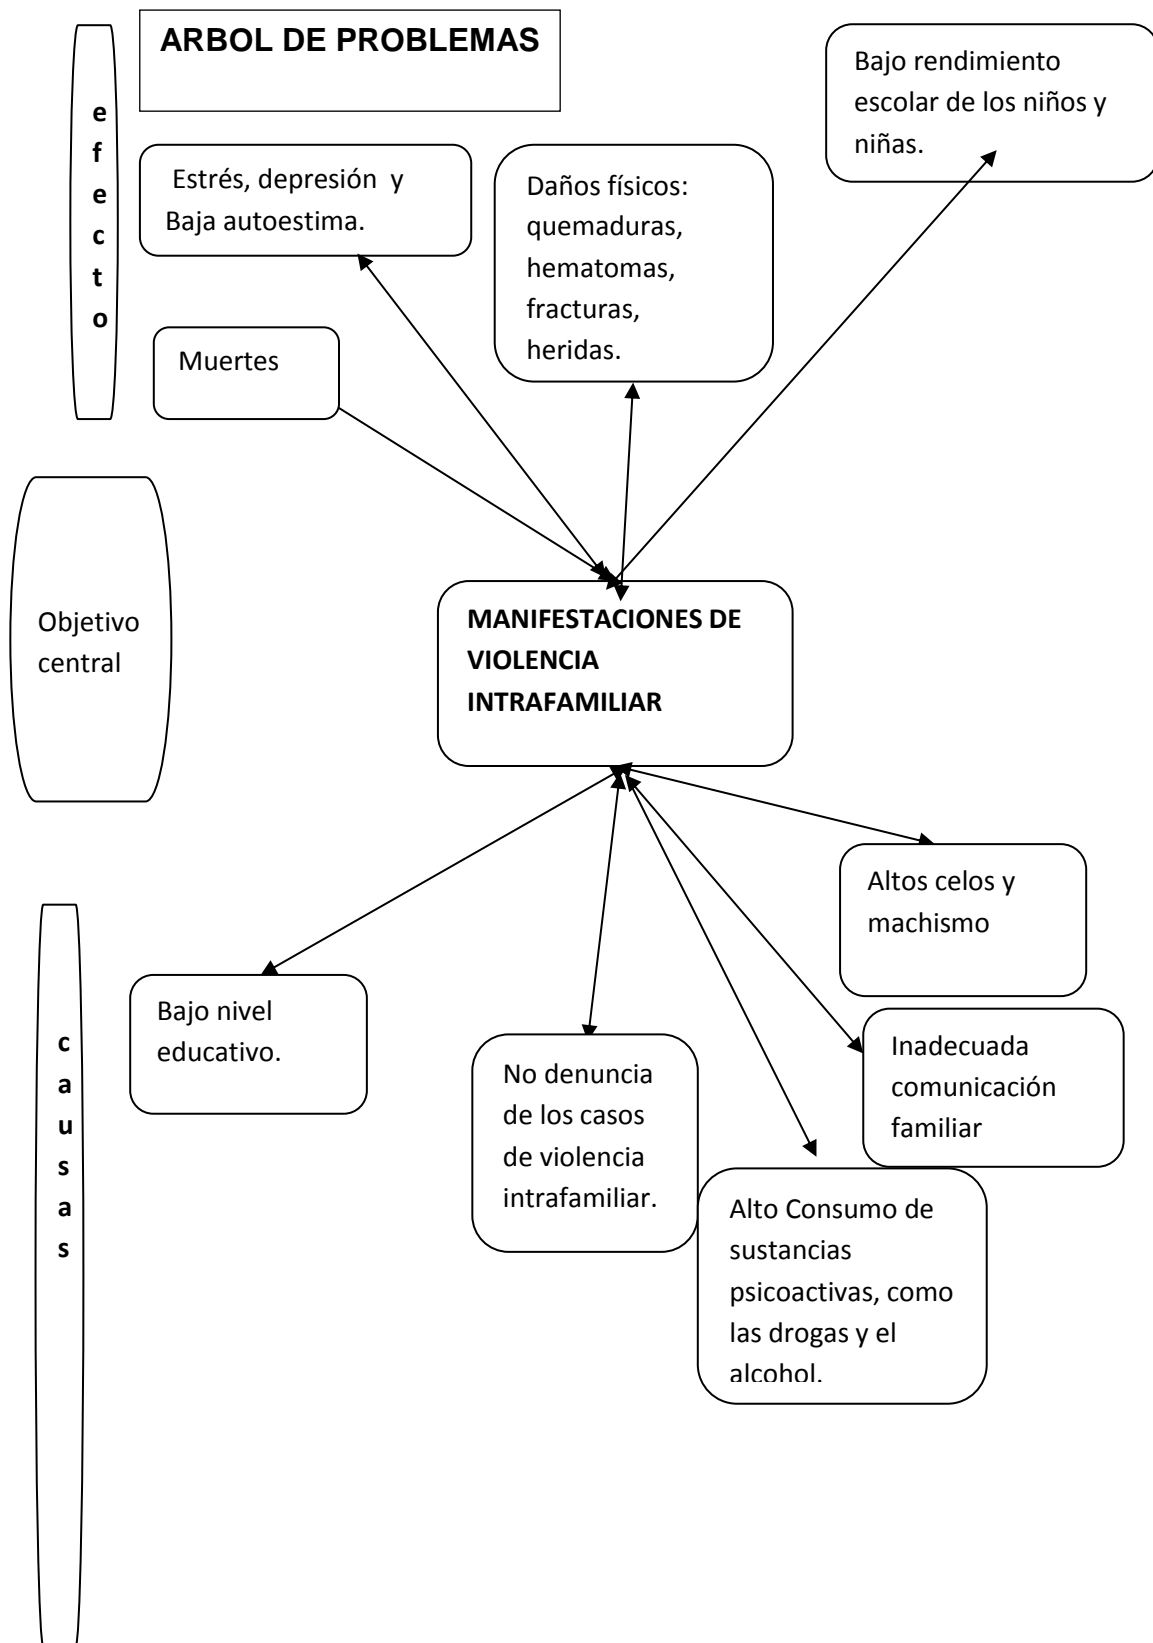 ARBOL DE PROBLEMAS
efecto
Bajo rendimiento
escolar de los niños y
niñas.
Estrés, depresión y
Baja autoestima.
Daños físicos:
quemaduras,
hematomas,
fracturas,
heridas.
Muertes
Objetivo
central
MANIFESTACIONES DE
VIOLENCIA
INTRAFAMILIAR
causas
Altos celos y
machismo
Bajo nivel
educativo.
Inadecuada
comunicación
familiar
No denuncia
de los casos
de violencia
intrafamiliar.
Alto Consumo de
sustancias
psicoactivas, como
las drogas y el
alcohol.